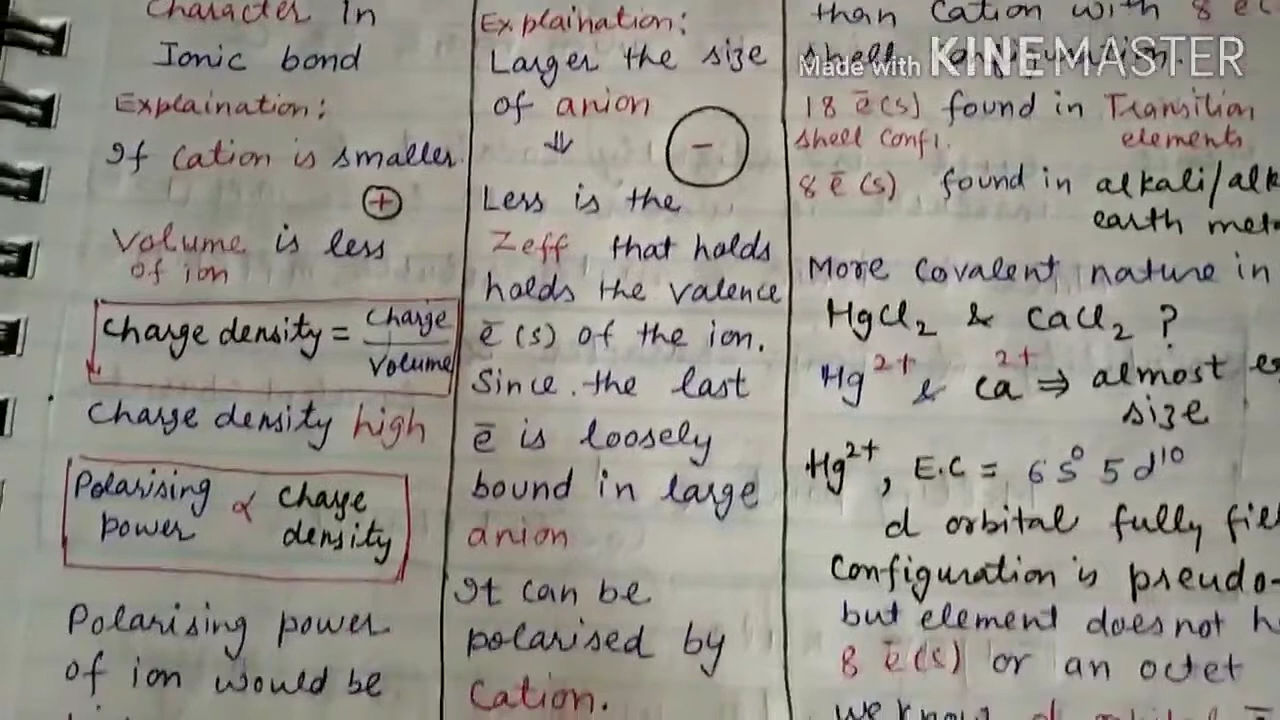 Character In
Ionic bond
Explaination:
If cation is smaller
+
Volume is less
of ion
Charge density = Charge
Volume
Charge density high
Polarising ∝ charge
power density
Polarising power
of ion would be
Explaination:
Larger the size
of anion
⇓ −
Less is the
Zeff that holds
holds the valence
ē (s) of the ion.
Since the last
ē is loosely
bound in large
anion
It can be
polarised by
Cation.
than Cation with 8
shell
Made with KINEMASTER
18 ē(s) found in Transition
shell confi. elements
8 ē (s) found in alkali/alk
earth met
More covalent nature in
HgCl2 & CaCl2 ?
Hg2+ & Ca2+ ⇒ almost
size
Hg2+, E.C = 6s0 5d10
d orbital fully
Configuration is pseudo-
but element does not h
8 ē(s) or an octet
we know